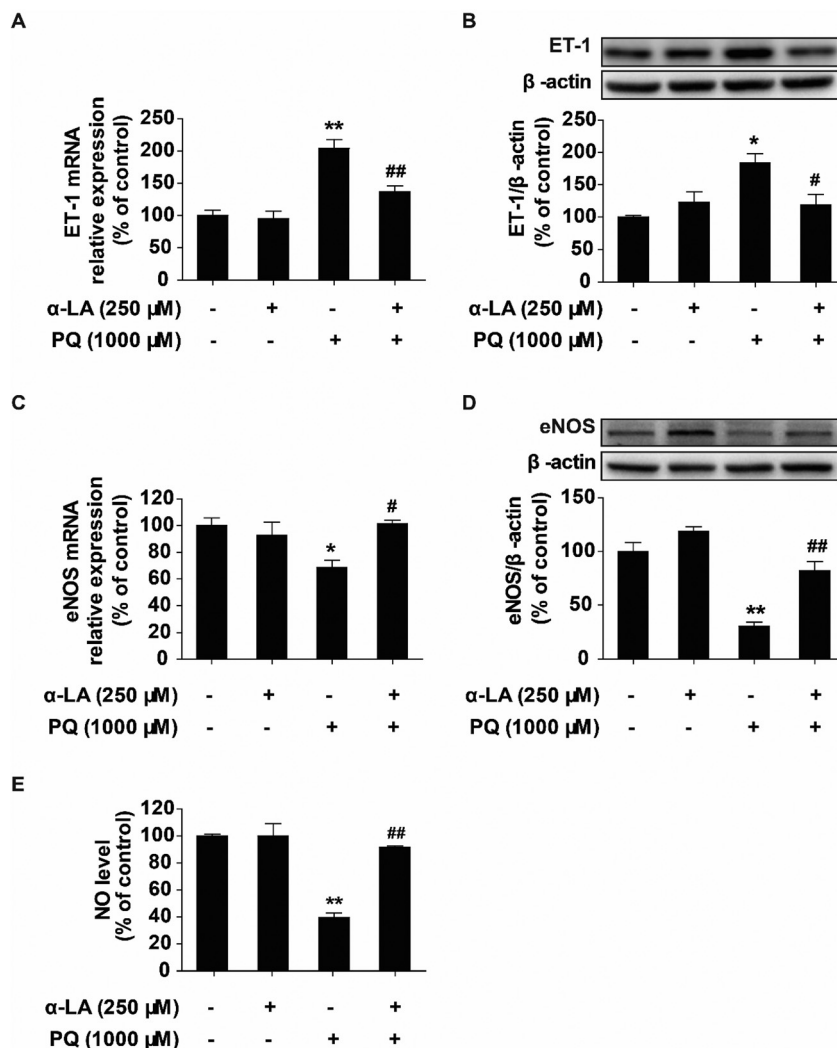 A
ET-1 mRNA
relative expression
(% of control)
250
200
150
100
50
0
**
##
α-LA (250 µM) - + - +
PQ (1000 µM) - - + +
B
ET-1
β -actin
ET-1/β -actin
(% of control)
250
200
150
100
50
0
*
#
α-LA (250 µM) - + - +
PQ (1000 µM) - - + +
C
eNOS mRNA
relative expression
(% of control)
120
100
80
60
40
20
0
*
#
α-LA (250 µM) - + - +
PQ (1000 µM) - - + +
D
eNOS
β -actin
eNOS/β -actin
(% of control)
150
100
50
0
**
##
α-LA (250 µM) - + - +
PQ (1000 µM) - - + +
E
NO level
(% of control)
120
100
80
60
40
20
0
**
##
α-LA (250 µM) - + - +
PQ (1000 µM) - - + +